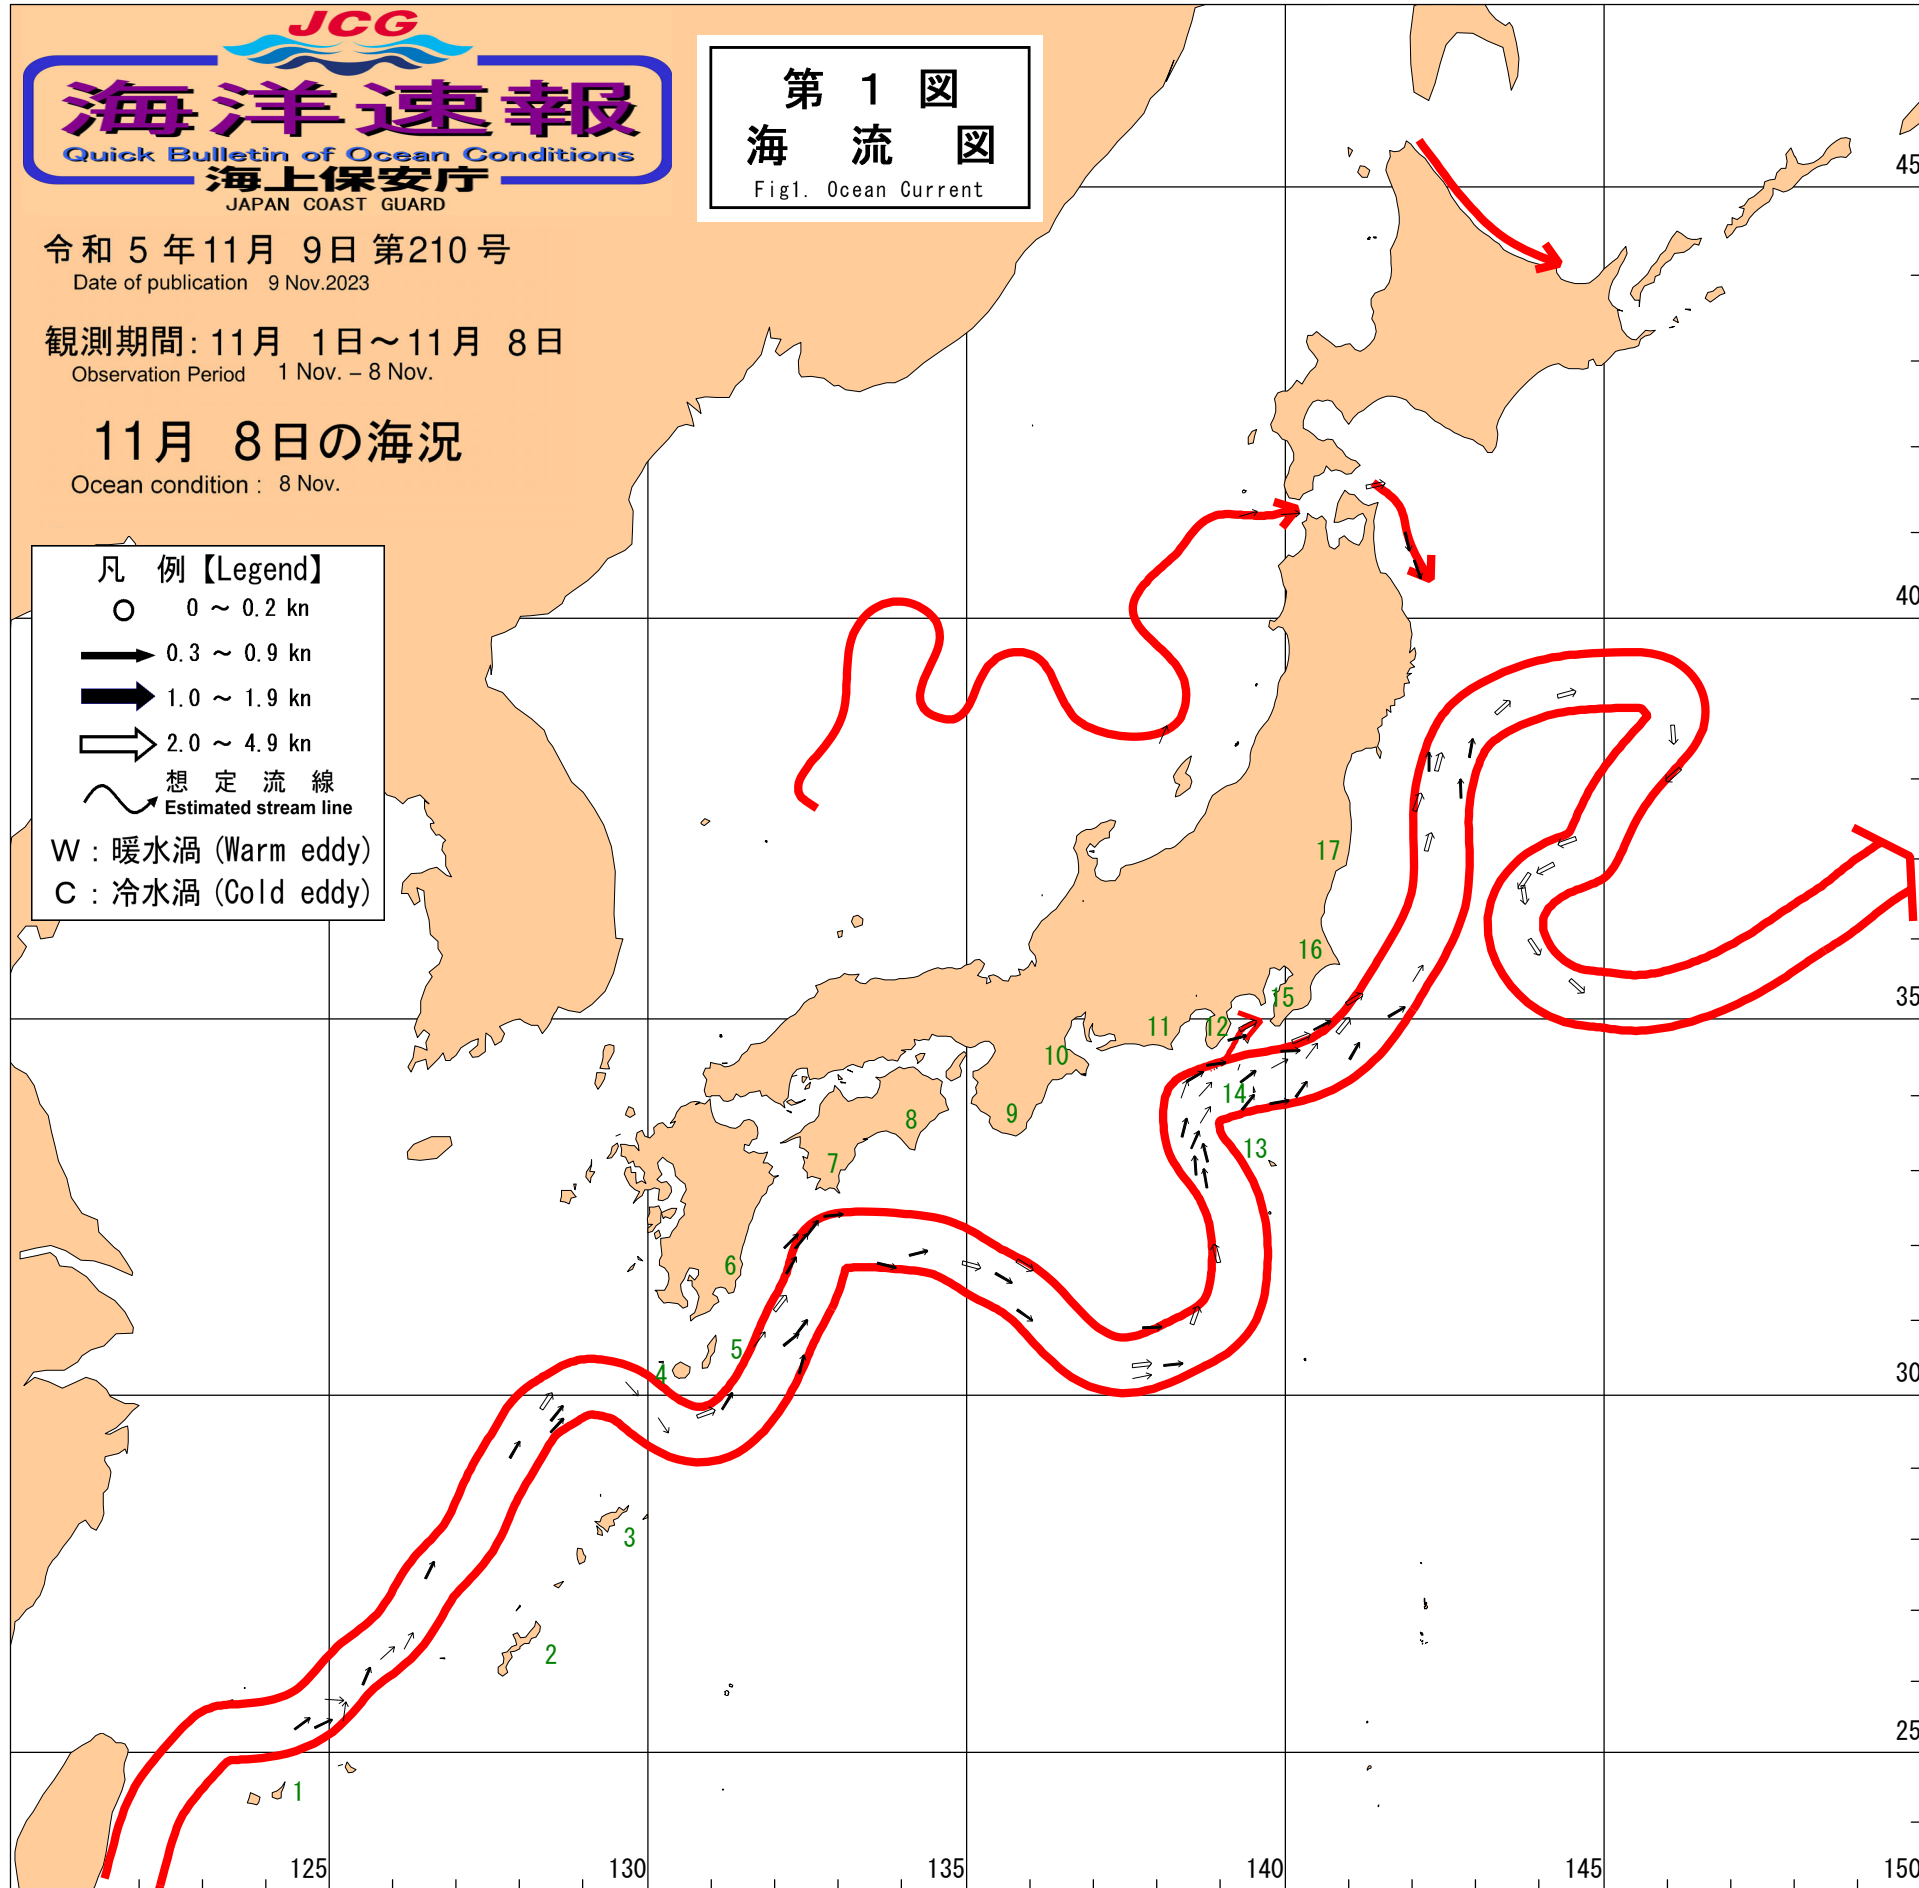 JCG
海洋速報
Quick Bulletin of Ocean Conditions
海上保安庁
JAPAN COAST GUARD
第 1 図
海 流 図
Fig1. Ocean Current
令和 5 年11月 9日 第210 号
Date of publication 9 Nov.2023
観測期間: 11月 1日～11月 8日
Observation Period 1 Nov. – 8 Nov.
11月 8日の海況
Ocean condition : 8 Nov.
凡 例【Legend】
0 ～ 0.2 kn
0.3 ～ 0.9 kn
1.0 ～ 1.9 kn
2.0 ～ 4.9 kn
想 定 流 線
Estimated stream line
W : 暖水渦 (Warm eddy)
C : 冷水渦 (Cold eddy)
45
40
35
30
25
17
16
15
14
13
12
11
10
9
8
7
6
5
4
3
2
1
125
130
135
140
145
150